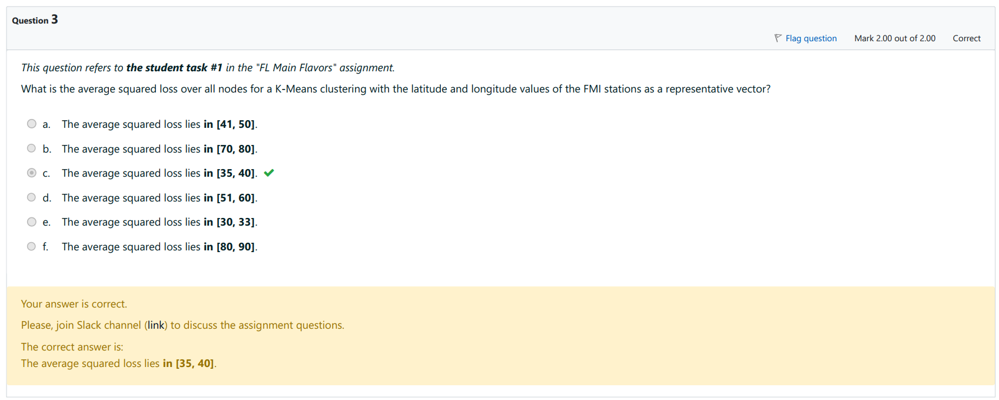 Question 3
Flag question Mark 2.00 out of 2.00 Correct
This question refers to the student task #1 in the "FL Main Flavors" assignment.
What is the average squared loss over all nodes for a K-Means clustering with the latitude and longitude values of the FMI stations as a representative vector?
a. The average squared loss lies in [41, 50].
b. The average squared loss lies in [70, 80].
c. The average squared loss lies in [35, 40].
d. The average squared loss lies in [51, 60].
e. The average squared loss lies in [30, 33].
f. The average squared loss lies in [80, 90].
Your answer is correct.
Please, join Slack channel (link) to discuss the assignment questions.
The correct answer is:
The average squared loss lies in [35, 40].